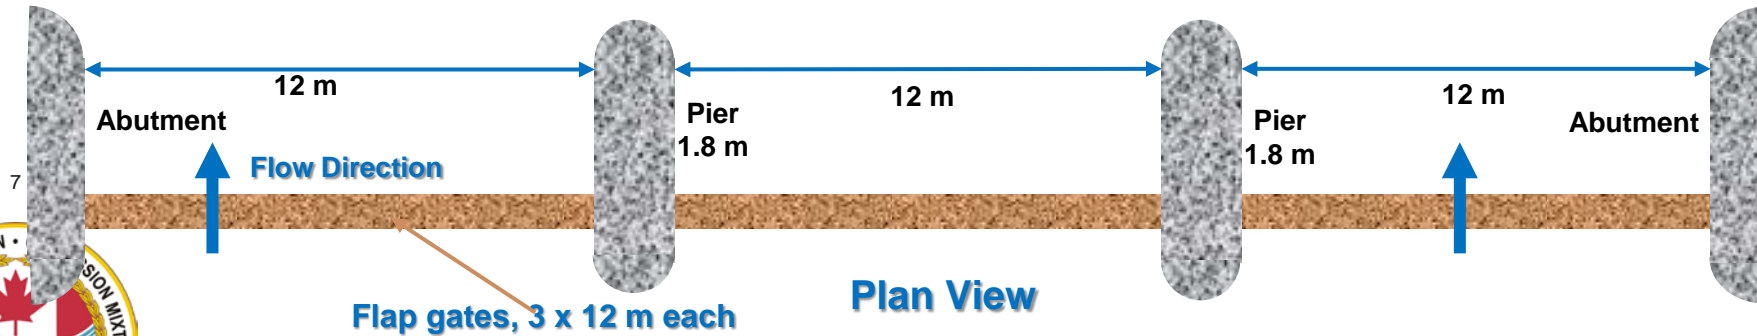 12 m
12 m
12 m
Abutment
Pier
1.8 m
Pier
1.8 m
Abutment
Flow Direction
7
Flap gates, 3 x 12 m each
Plan View